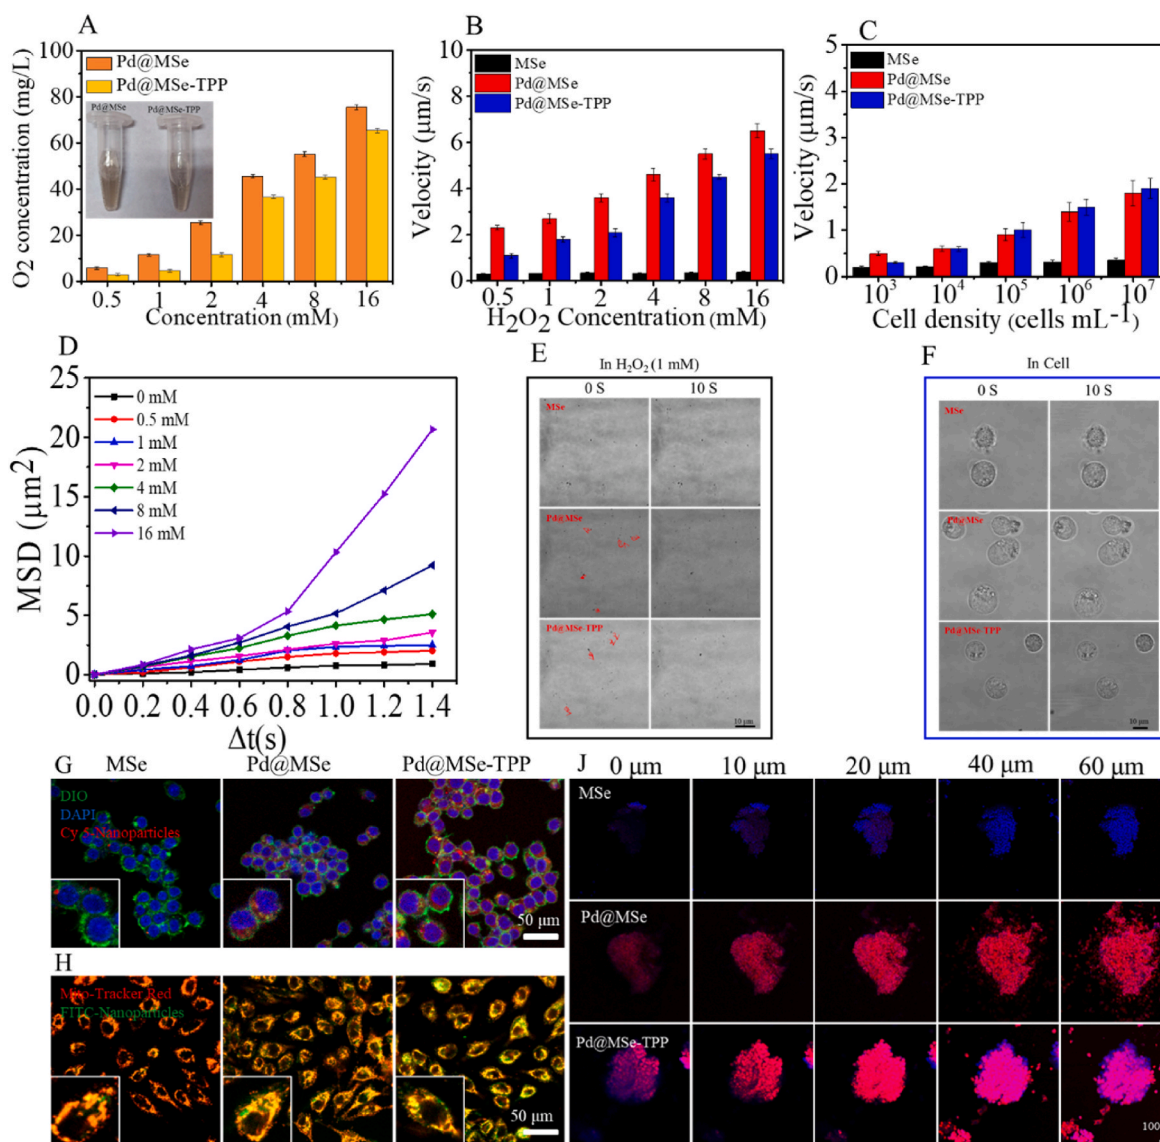 A
O2 concentration (mg/L)
100
80
60
40
20
0
Pd@MSe
Pd@MSe-TPP
Pd@MSe Pd@MSe-TPP
0.5 1 2 4 8 16
Concentration (mM)
B
Velocity (μm/s)
10
8
6
4
2
0
MSe
Pd@MSe
Pd@MSe-TPP
0.5 1 2 4 8 16
H2O2 Concentration (mM)
C
Velocity (μm/s)
5
4
3
2
1
0
MSe
Pd@MSe
Pd@MSe-TPP
10^3 10^4 10^5 10^6 10^7
Cell density (cells mL-1)
D
MSD (μm2)
25
20
15
10
5
0
0 mM
0.5 mM
1 mM
2 mM
4 mM
8 mM
16 mM
0.0 0.2 0.4 0.6 0.8 1.0 1.2 1.4
Δt(s)
E
In H2O2 (1 mM)
0 S 10 S
MSe
Pd@MSe
Pd@MSe-TPP
10 μm
F
In Cell
0 S 10 S
MSe
Pd@MSe
Pd@MSe-TPP
10 μm
G MSe Pd@MSe Pd@MSe-TPP
DIO
DAPI
Cy 5-Nanoparticles
50 μm
H
Mito-Tracker Red
FITC-Nanoparticles
50 μm
J 0 μm 10 μm 20 μm 40 μm 60 μm
MSe
Pd@MSe
Pd@MSe-TPP
100